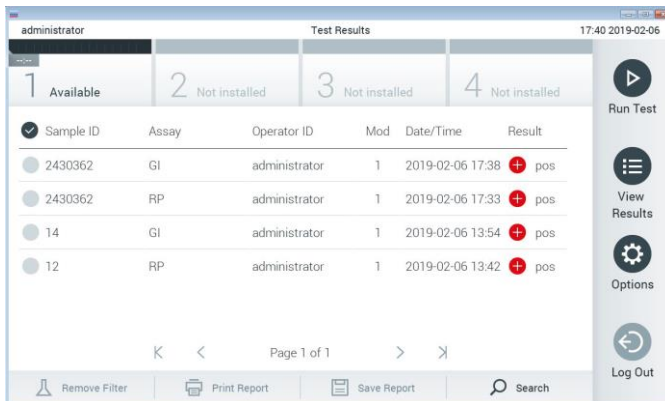 administrator Test Results 17:40 2019-02-06
1 Available 2 Not installed 3 Not installed 4 Not installed
Run Test
Sample ID Assay Operator ID Mod Date/Time Result
2430362 GI administrator 1 2019-02-06 17:38 pos
2430362 RP administrator 1 2019-02-06 17:33 pos
View
Results
14 GI administrator 1 2019-02-06 13:54 pos
12 RP administrator 1 2019-02-06 13:42 pos
Options
Page 1 of 1
Log Out
Remove Filter Print Report Save Report Search